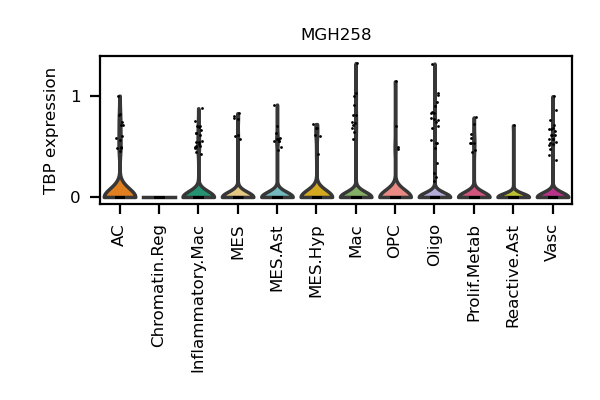 MGH258
TBP expression
1
0
AC
Chromatin.Reg
Inflammatory.Mac
MES
MES.Ast
MES.Hyp
Mac
OPC
Oligo
Prolif.Metab
Reactive.Ast
Vasc